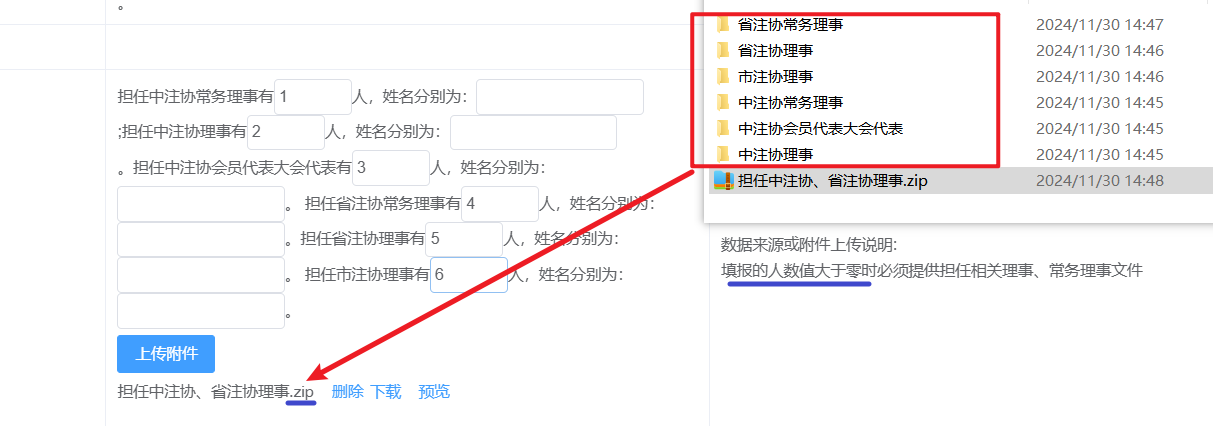 。
担任中注协常务理事有1人，姓名分别为：
;担任中注协理事有2人，姓名分别为：
。担任中注协会员代表大会代表有3人，姓名分别为：
。 担任省注协常务理事有4人，姓名分别为：
。担任省注协理事有5人，姓名分别为：
。 担任市注协理事有6人，姓名分别为：
。
上传附件
担任中注协、省注协理事.zip 删除 下载 预览
省注协常务理事 2024/11/30 14:47
省注协理事 2024/11/30 14:46
市注协理事 2024/11/30 14:46
中注协常务理事 2024/11/30 14:45
中注协会员代表大会代表 2024/11/30 14:45
中注协理事 2024/11/30 14:45
担任中注协、省注协理事.zip 2024/11/30 14:48
数据来源或附件上传说明:
填报的人数值大于零时必须提供担任相关理事、常务理事文件